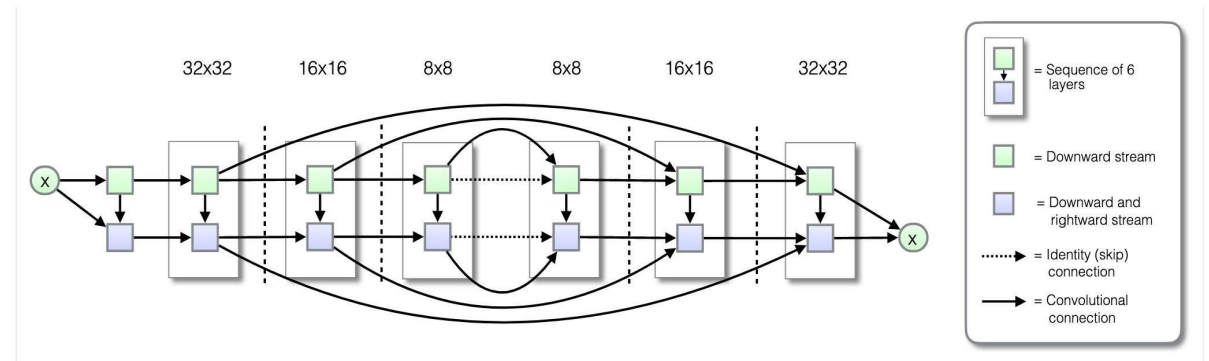 32x32
16x16
8x8
8x8
16x16
32x32
x
x
= Sequence of 6
layers
= Downward stream
= Downward and
rightward stream
= Identity (skip)
connection
= Convolutional
connection